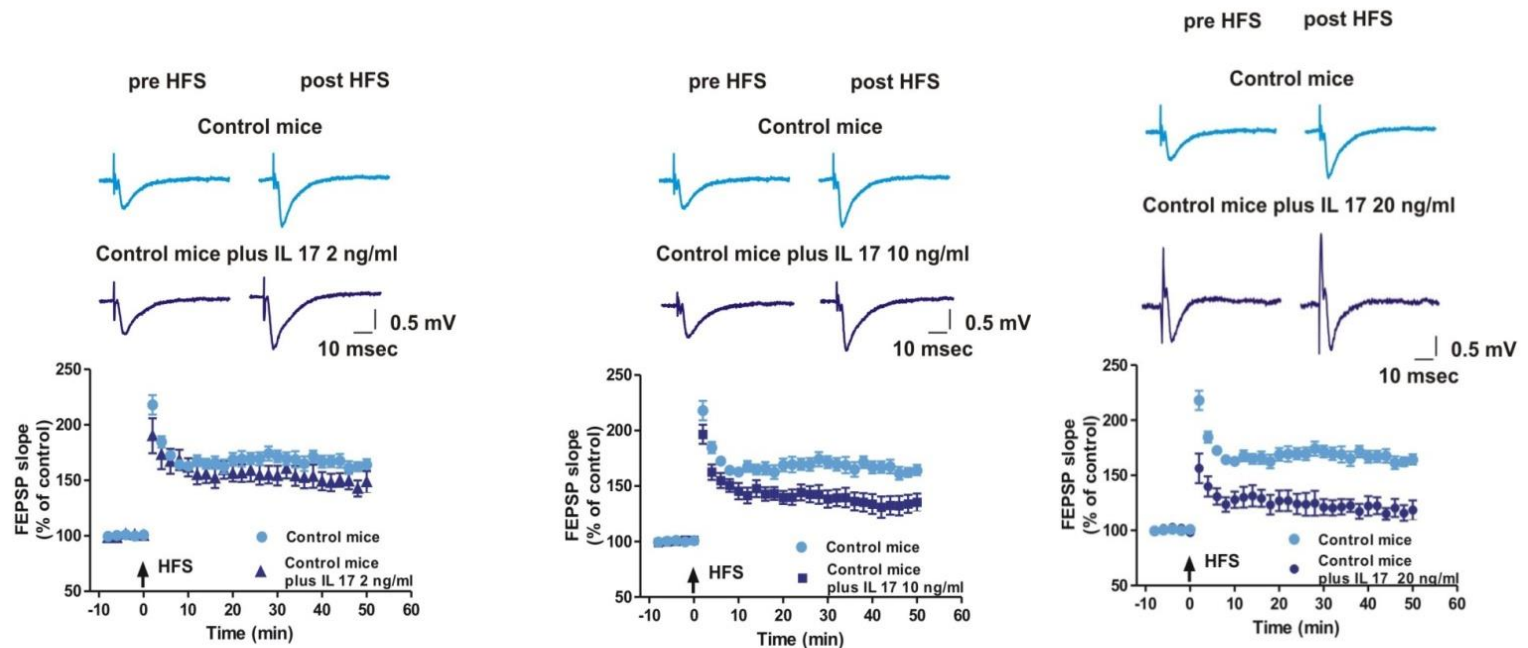 pre HFS post HFS
Control mice
Control mice plus IL 17 2 ng/ml
0.5 mV
10 msec
250
200
150
100
50
FEPSP slope
(% of control)
Control mice
Control mice
plus IL 17 2 ng/ml
HFS
-10 0 10 20 30 40 50 60
Time (min)
pre HFS post HFS
Control mice
Control mice plus IL 17 10 ng/ml
0.5 mV
10 msec
250
200
150
100
50
FEPSP slope
(% of control)
Control mice
Control mice
plus IL 17 10 ng/ml
HFS
-10 0 10 20 30 40 50 60
Time (min)
pre HFS post HFS
Control mice
Control mice plus IL 17 20 ng/ml
0.5 mV
10 msec
250
200
150
100
50
FEPSP slope
(% of control)
Control mice
Control mice
plus IL 17 20 ng/ml
HFS
-10 0 10 20 30 40 50 60
Time (min)